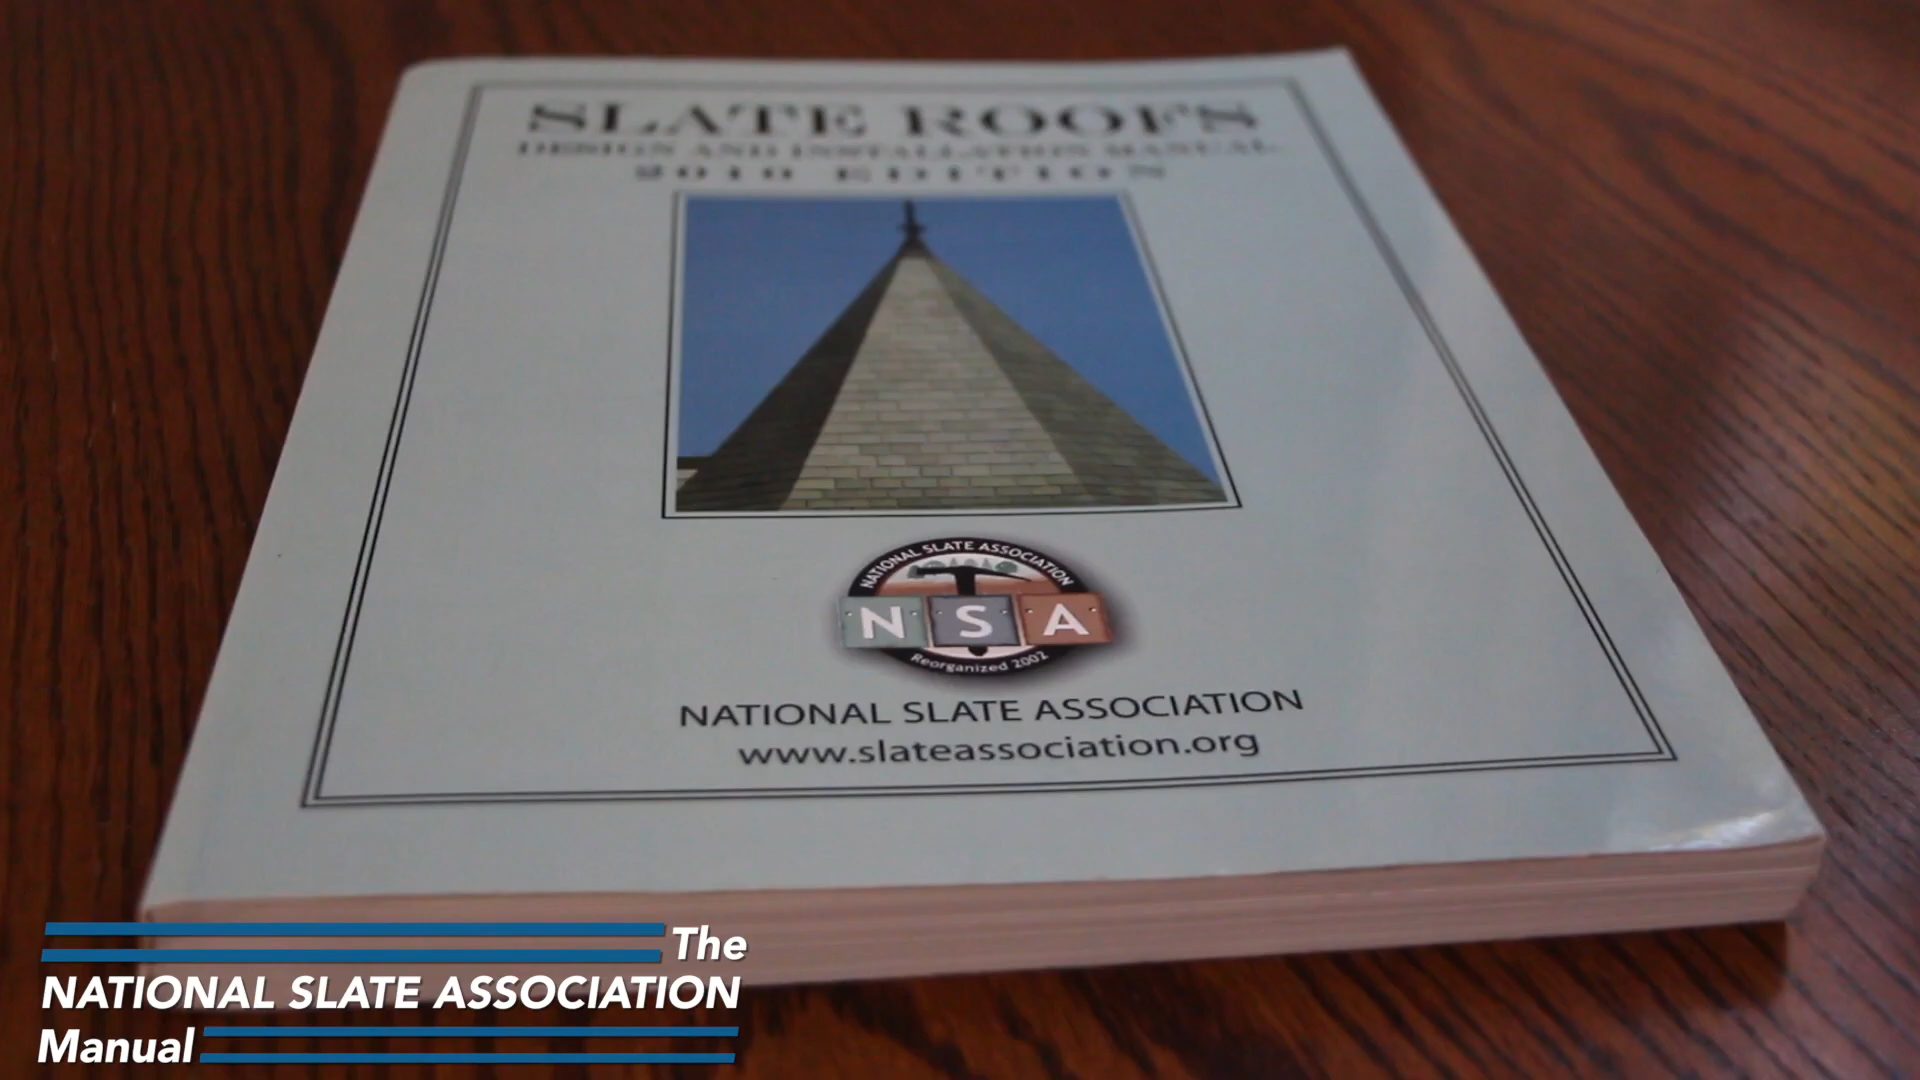 SLATE ROOFS
DESIGN AND INSTALLATION MANUAL
2010 EDITION
NATIONAL SLATE ASSOCIATION
N S A
Reorganized 2002
NATIONAL SLATE ASSOCIATION
www.slateassociation.org
The
NATIONAL SLATE ASSOCIATION
Manual